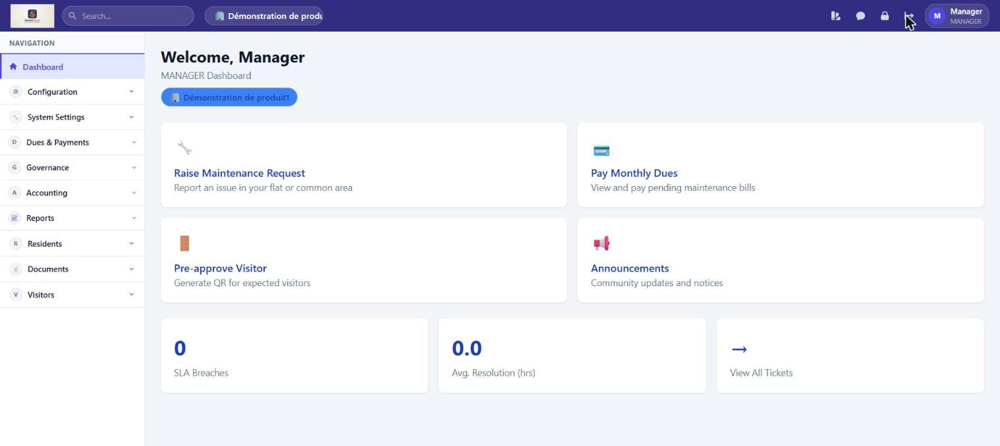 Search...
Démonstration de produ
M
Manager
MANAGER
NAVIGATION
Dashboard
Configuration
System Settings
D
Dues & Payments
G
Governance
A
Accounting
Reports
R
Residents
Documents
V
Visitors
Welcome, Manager
MANAGER Dashboard
Démonstration de produit1
Raise Maintenance Request
Report an issue in your flat or common area
Pay Monthly Dues
View and pay pending maintenance bills
Pre-approve Visitor
Generate QR for expected visitors
Announcements
Community updates and notices
0
SLA Breaches
0.0
Avg. Resolution (hrs)
→
View All Tickets